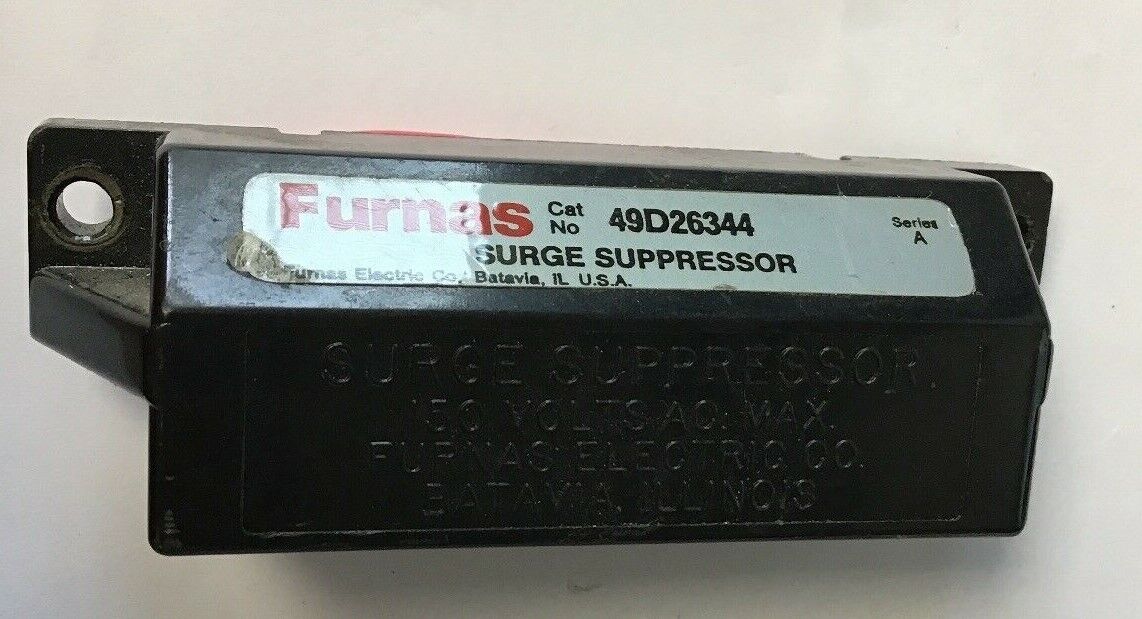 Furnas Cat No 49D26344 Series A
SURGE SUPPRESSOR
Furnas Electric Co. Batavia, IL U.S.A.
SURGE SUPPRESSOR.
150 VOLTS AC. MAX.
FURNAS ELECTRIC CO.
BATAVIA, ILLINOIS